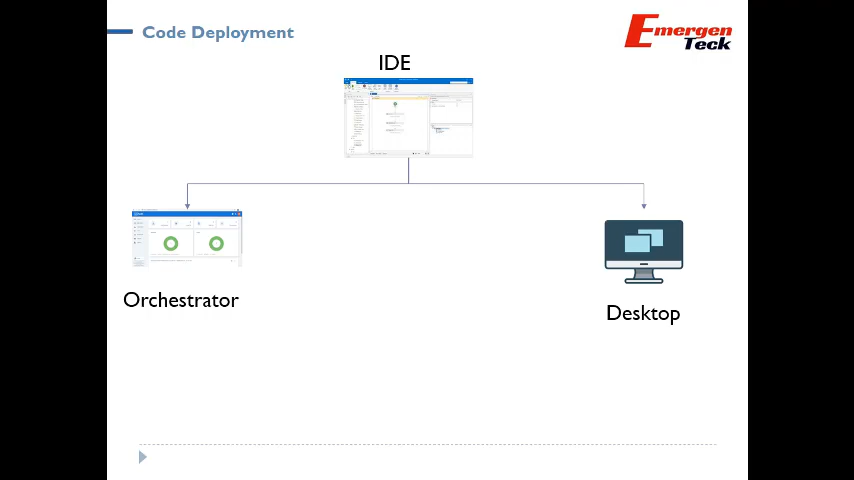 Code Deployment
Emergen
Teck
IDE
Orchestrator
Desktop